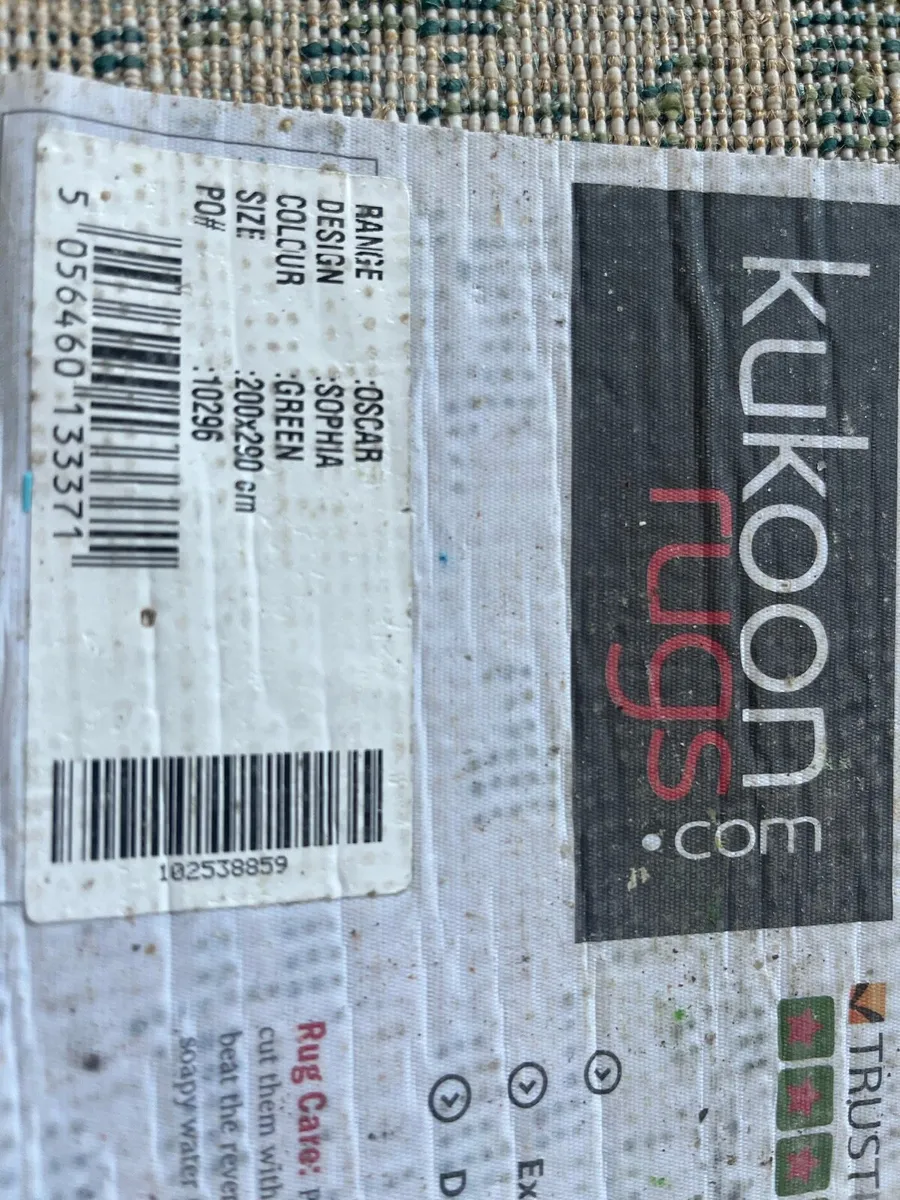 kukoon
rugs
.com
TRUST
Ex
D
RANGE :OSCAR
DESIGN :SOPHIA
COLOUR :GREEN
SIZE :200x290 cm
PO# :10296
5 056460 133371
102538859
Rug Care:
cut them with
beat the rever
soapy water